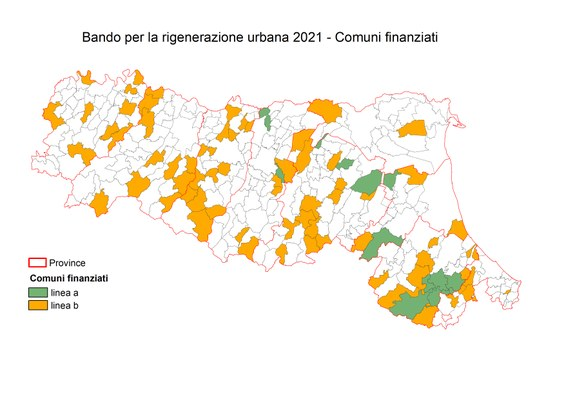 Bando per la rigenerazione urbana 2021 - Comuni finanziati
Province
Comuni finanziati
linea a
linea b